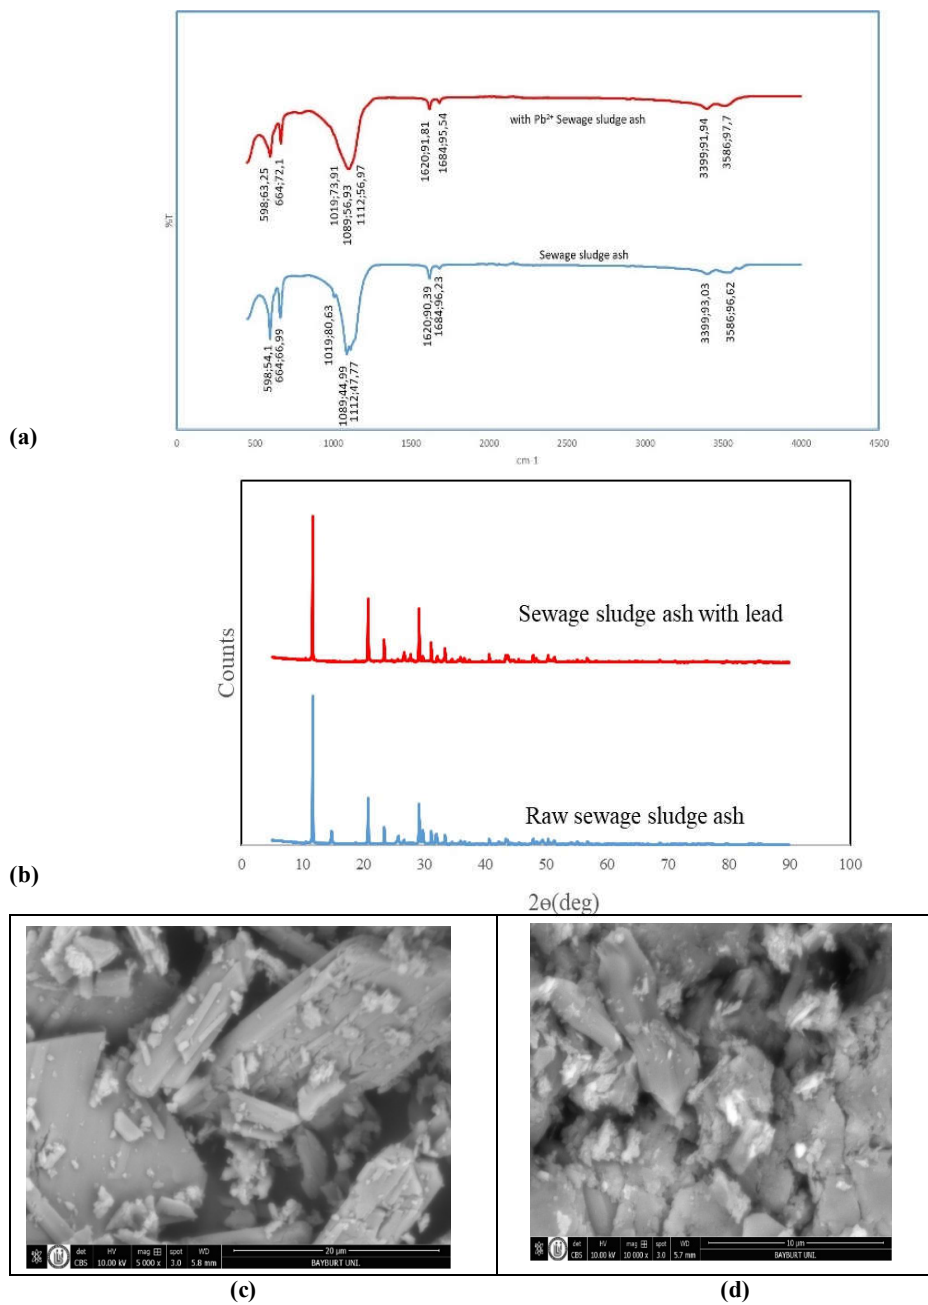 with Pb²⁺ Sewage sludge ash
598;63,25
664;72,1
1019;73,91
1089;56,93
1112;56,97
1620;91,81
1684;95,54
3399;91,94
3586;97,7
%T
Sewage sludge ash
598;54,1
664;66,99
1019;80,63
1089;44,99
1112;47,77
1620;90,39
1684;96,23
3399;93,03
3586;96,62
(a)
0 500 1000 1500 2000 2500 3000 3500 4000 4500
cm-1
Sewage sludge ash with lead
Counts
Raw sewage sludge ash
0 10 20 30 40 50 60 70 80 90 100
(b)
2ɵ(deg)
det HV mag ⊞ spot WD 20 µm
CBS 10.00 kV 5 000 x 3.0 5.8 mm BAYBURT UNI.
det HV mag ⊞ spot WD 10 µm
CBS 10.00 kV 10 000 x 3.0 5.7 mm BAYBURT UNI.
(c) (d)